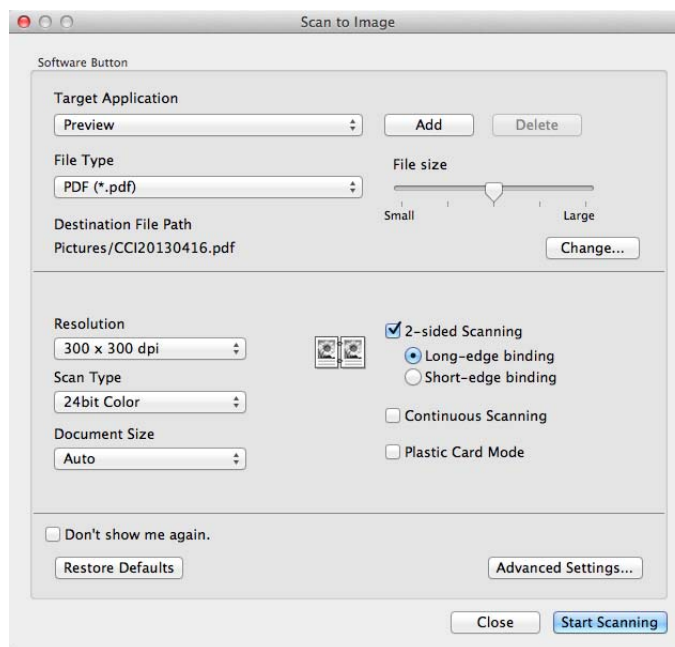 Scan to Image
Software Button
Target Application
Preview
Add
Delete
File Type
File size
PDF (*.pdf)
Small
Large
Destination File Path
Pictures/CCI20130416.pdf
Change...
Resolution
2-sided Scanning
300 x 300 dpi
Long-edge binding
Scan Type
Short-edge binding
24bit Color
Continuous Scanning
Document Size
Auto
Plastic Card Mode
Don't show me again.
Restore Defaults
Advanced Settings...
Close
Start Scanning